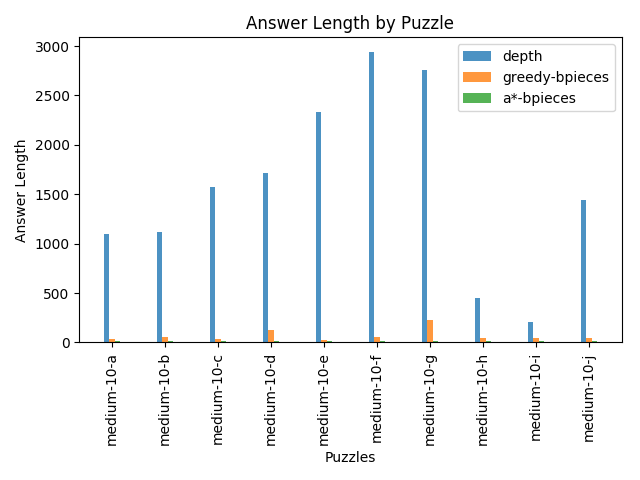 Answer Length by Puzzle
depth
greedy-bpieces
a*-bpieces
Answer Length
3000
2500
2000
1500
1000
500
0
medium-10-a
medium-10-b
medium-10-c
medium-10-d
medium-10-e
medium-10-f
medium-10-g
medium-10-h
medium-10-i
medium-10-j
Puzzles